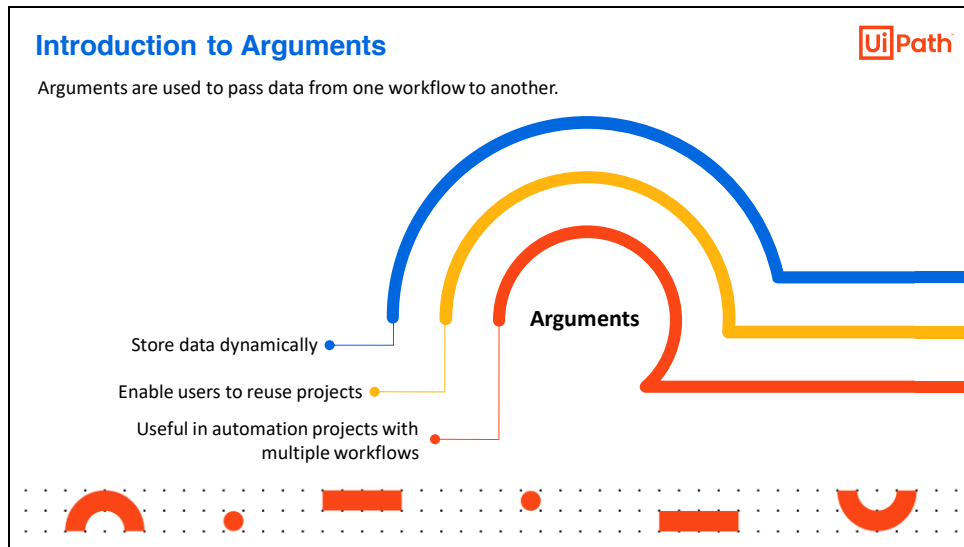 Introduction to Arguments
UiPath
Arguments are used to pass data from one workflow to another.
Arguments
Store data dynamically
Enable users to reuse projects
Useful in automation projects with
multiple workflows